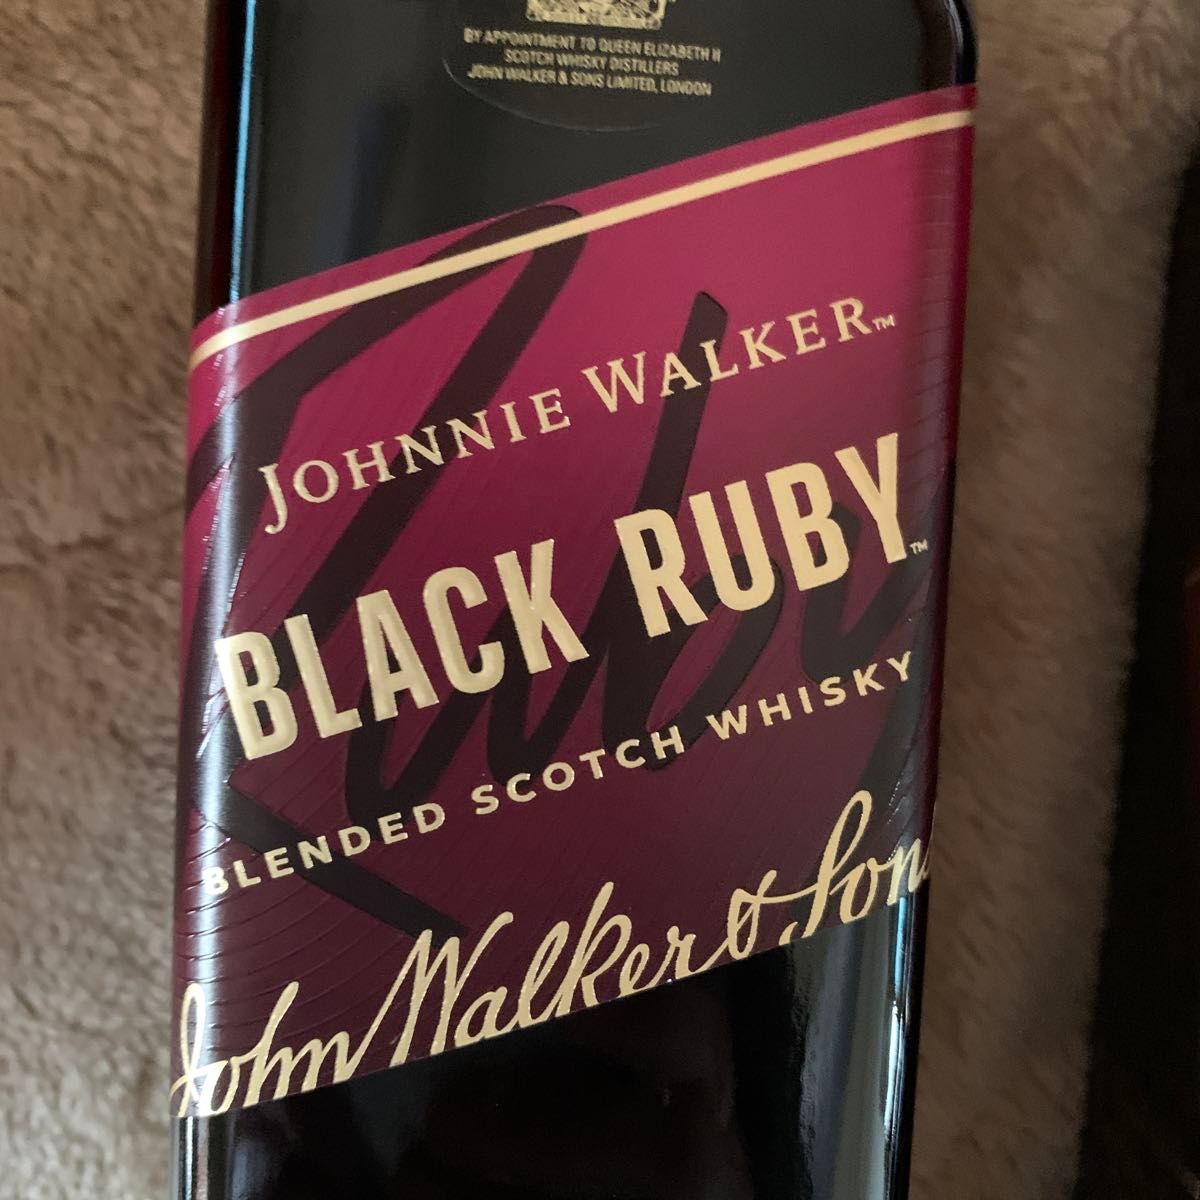 BY APPOINTMENT TO QUEEN ELIZABETH II
SCOTCH WHISKY DISTILLERS
JOHN WALKER & SONS LIMITED, LONDON
Ruby
JOHNNIE WALKER™
BLACK RUBY™
BLENDED SCOTCH WHISKY
John Walker & Sons